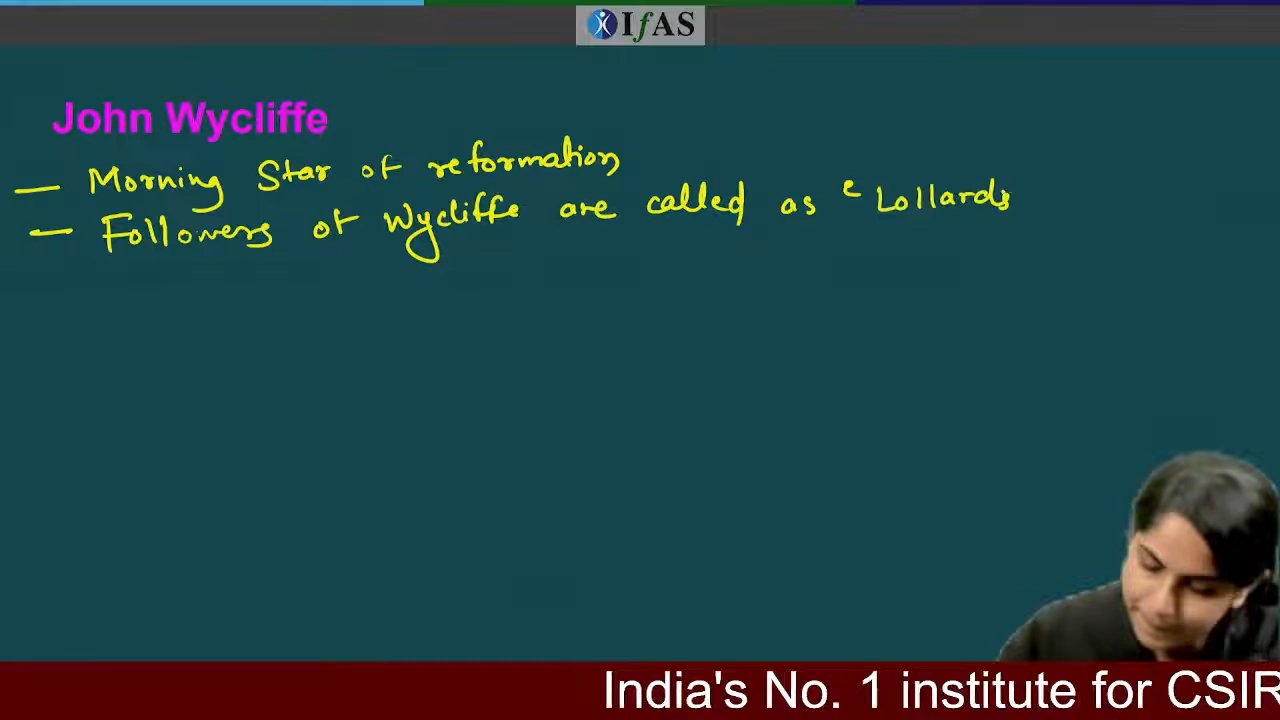 IfAS
John Wycliffe
— Morning Star of reformation
— Followers of Wycliffe are called as ‘Lollards
India's No. 1 institute for CSIR